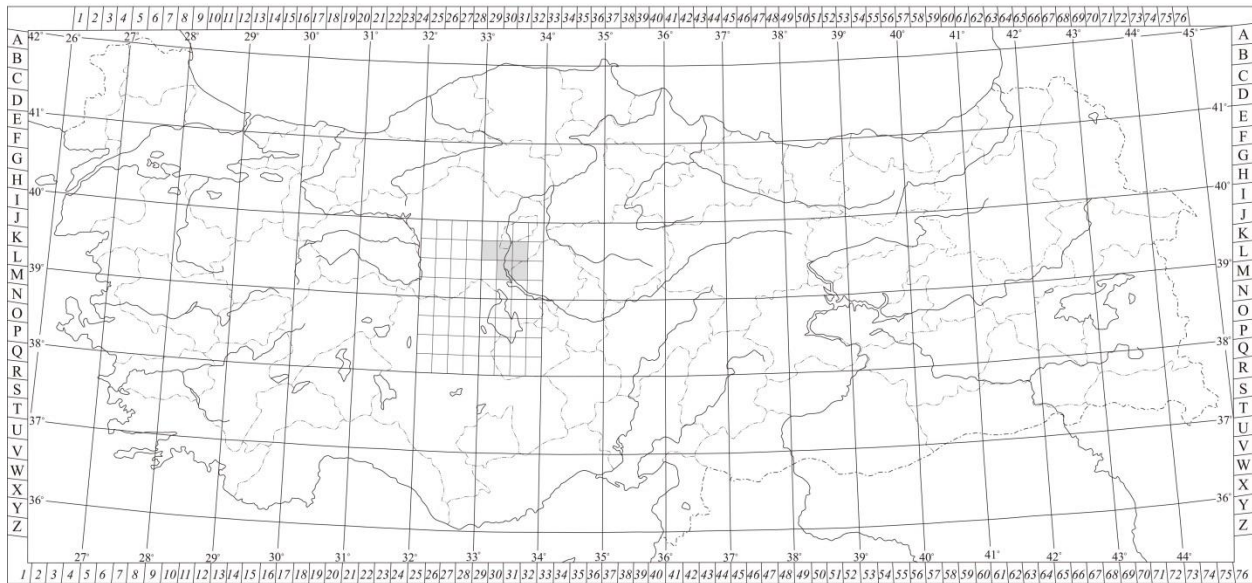 1 2 3 4 5 6 7 8 9 10 11 12 13 14 15 16 17 18 19 20 21 22 23 24 25 26 27 28 29 30 31 32 33 34 35 36 37 38 39 40 41 42 43 44 45 46 47 48 49 50 51 52 53 54 55 56 57 58 59 60 61 62 63 64 65 66 67 68 69 70 71 72 73 74 75 76
A 42° 26° 27° 28° 29° 30° 31° 32° 33° 34° 35° 36° 37° 38° 39° 40° 41° 42° 43° 44° 45° A
B B
C C
D D
E 41° 41° E
F F
G G
H H
I 40° 40° I
J J
K K
L L
M 39° 39° M
N N
O O
P P
Q 38° 38° Q
R R
S S
T T
U 37° 37° U
V V
W W
X X
Y 36° 36° Y
Z Z
27° 28° 29° 30° 31° 32° 33° 34° 35° 36° 37° 38° 39° 40° 41° 42° 43° 44°
1 2 3 4 5 6 7 8 9 10 11 12 13 14 15 16 17 18 19 20 21 22 23 24 25 26 27 28 29 30 31 32 33 34 35 36 37 38 39 40 41 42 43 44 45 46 47 48 49 50 51 52 53 54 55 56 57 58 59 60 61 62 63 64 65 66 67 68 69 70 71 72 73 74 75 76